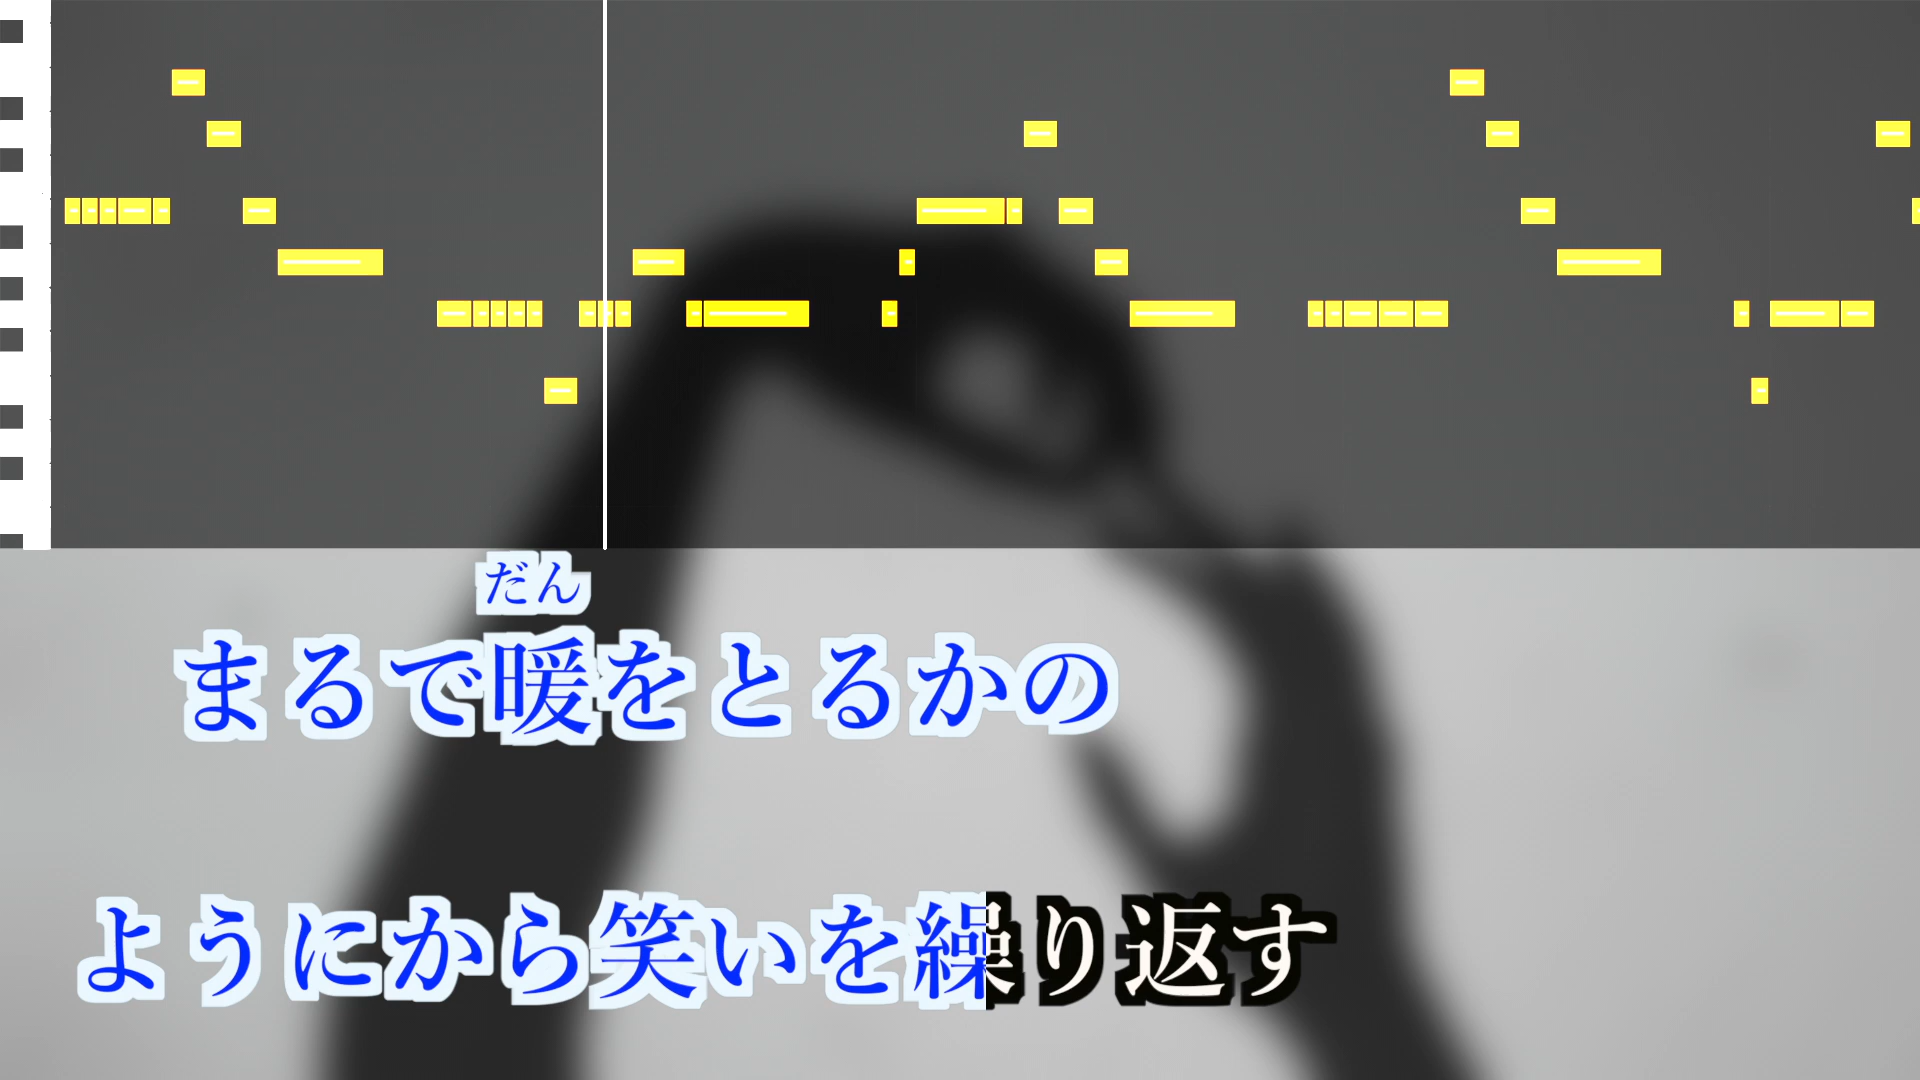 だん
まるで暖をとるかの
ようにから笑いを繰り返す